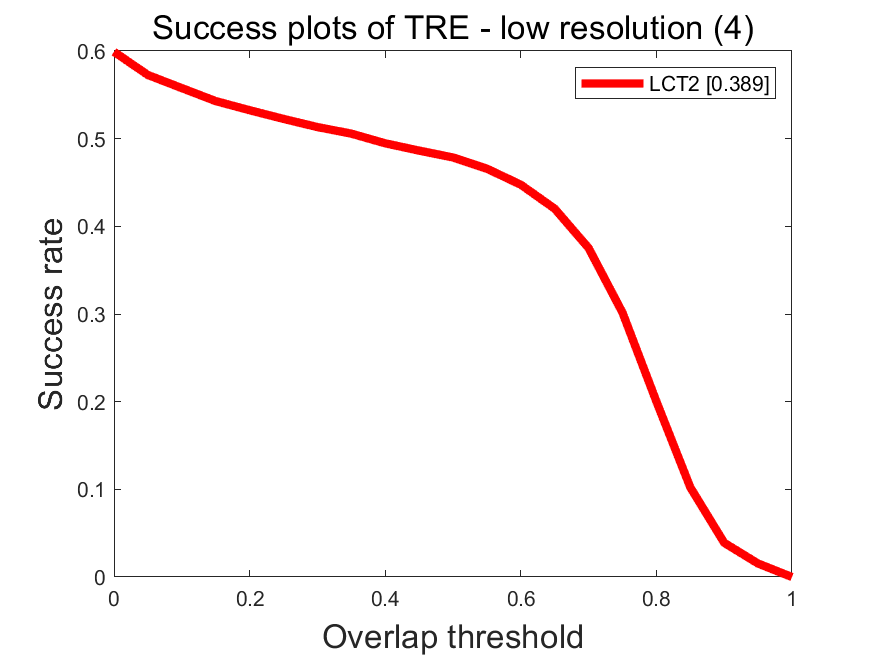 Success plots of TRE - low resolution (4)
LCT2 [0.389]
0.6
0.5
0.4
0.3
0.2
0.1
0
Success rate
0 0.2 0.4 0.6 0.8 1
Overlap threshold